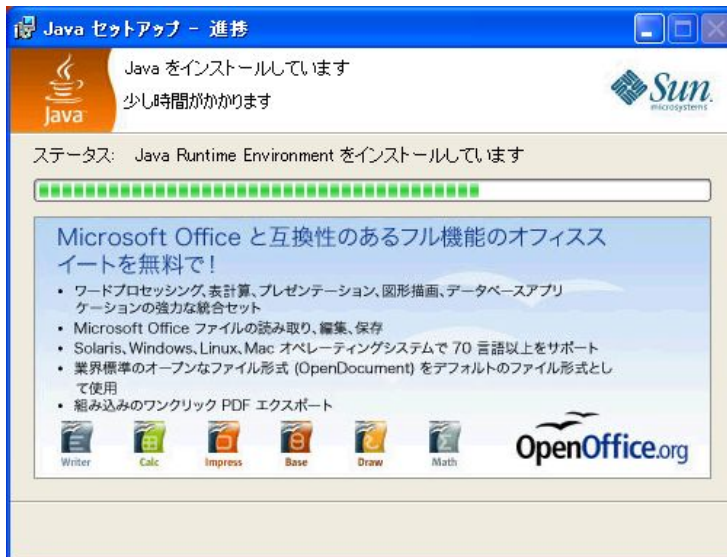 Java セットアップ - 進捗
Java をインストールしています
少し時間がかかります
Java
Sun
microsystems
ステータス: Java Runtime Environment をインストールしています
Microsoft Office と互換性のあるフル機能のオフィスス
イートを無料で!
• ワードプロセッシング、表計算、プレゼンテーション、図形描画、データベースアプリ
ケーションの強力な統合セット
• Microsoft Office ファイルの読み取り、編集、保存
• Solaris、Windows、Linux、Mac オペレーティングシステムで 70 言語以上をサポート
• 業界標準のオープンなファイル形式 (OpenDocument) をデフォルトのファイル形式とし
て使用
• 組み込みのワンクリック PDF エクスポート
Writer Calc Impress Base Draw Math
OpenOffice.org